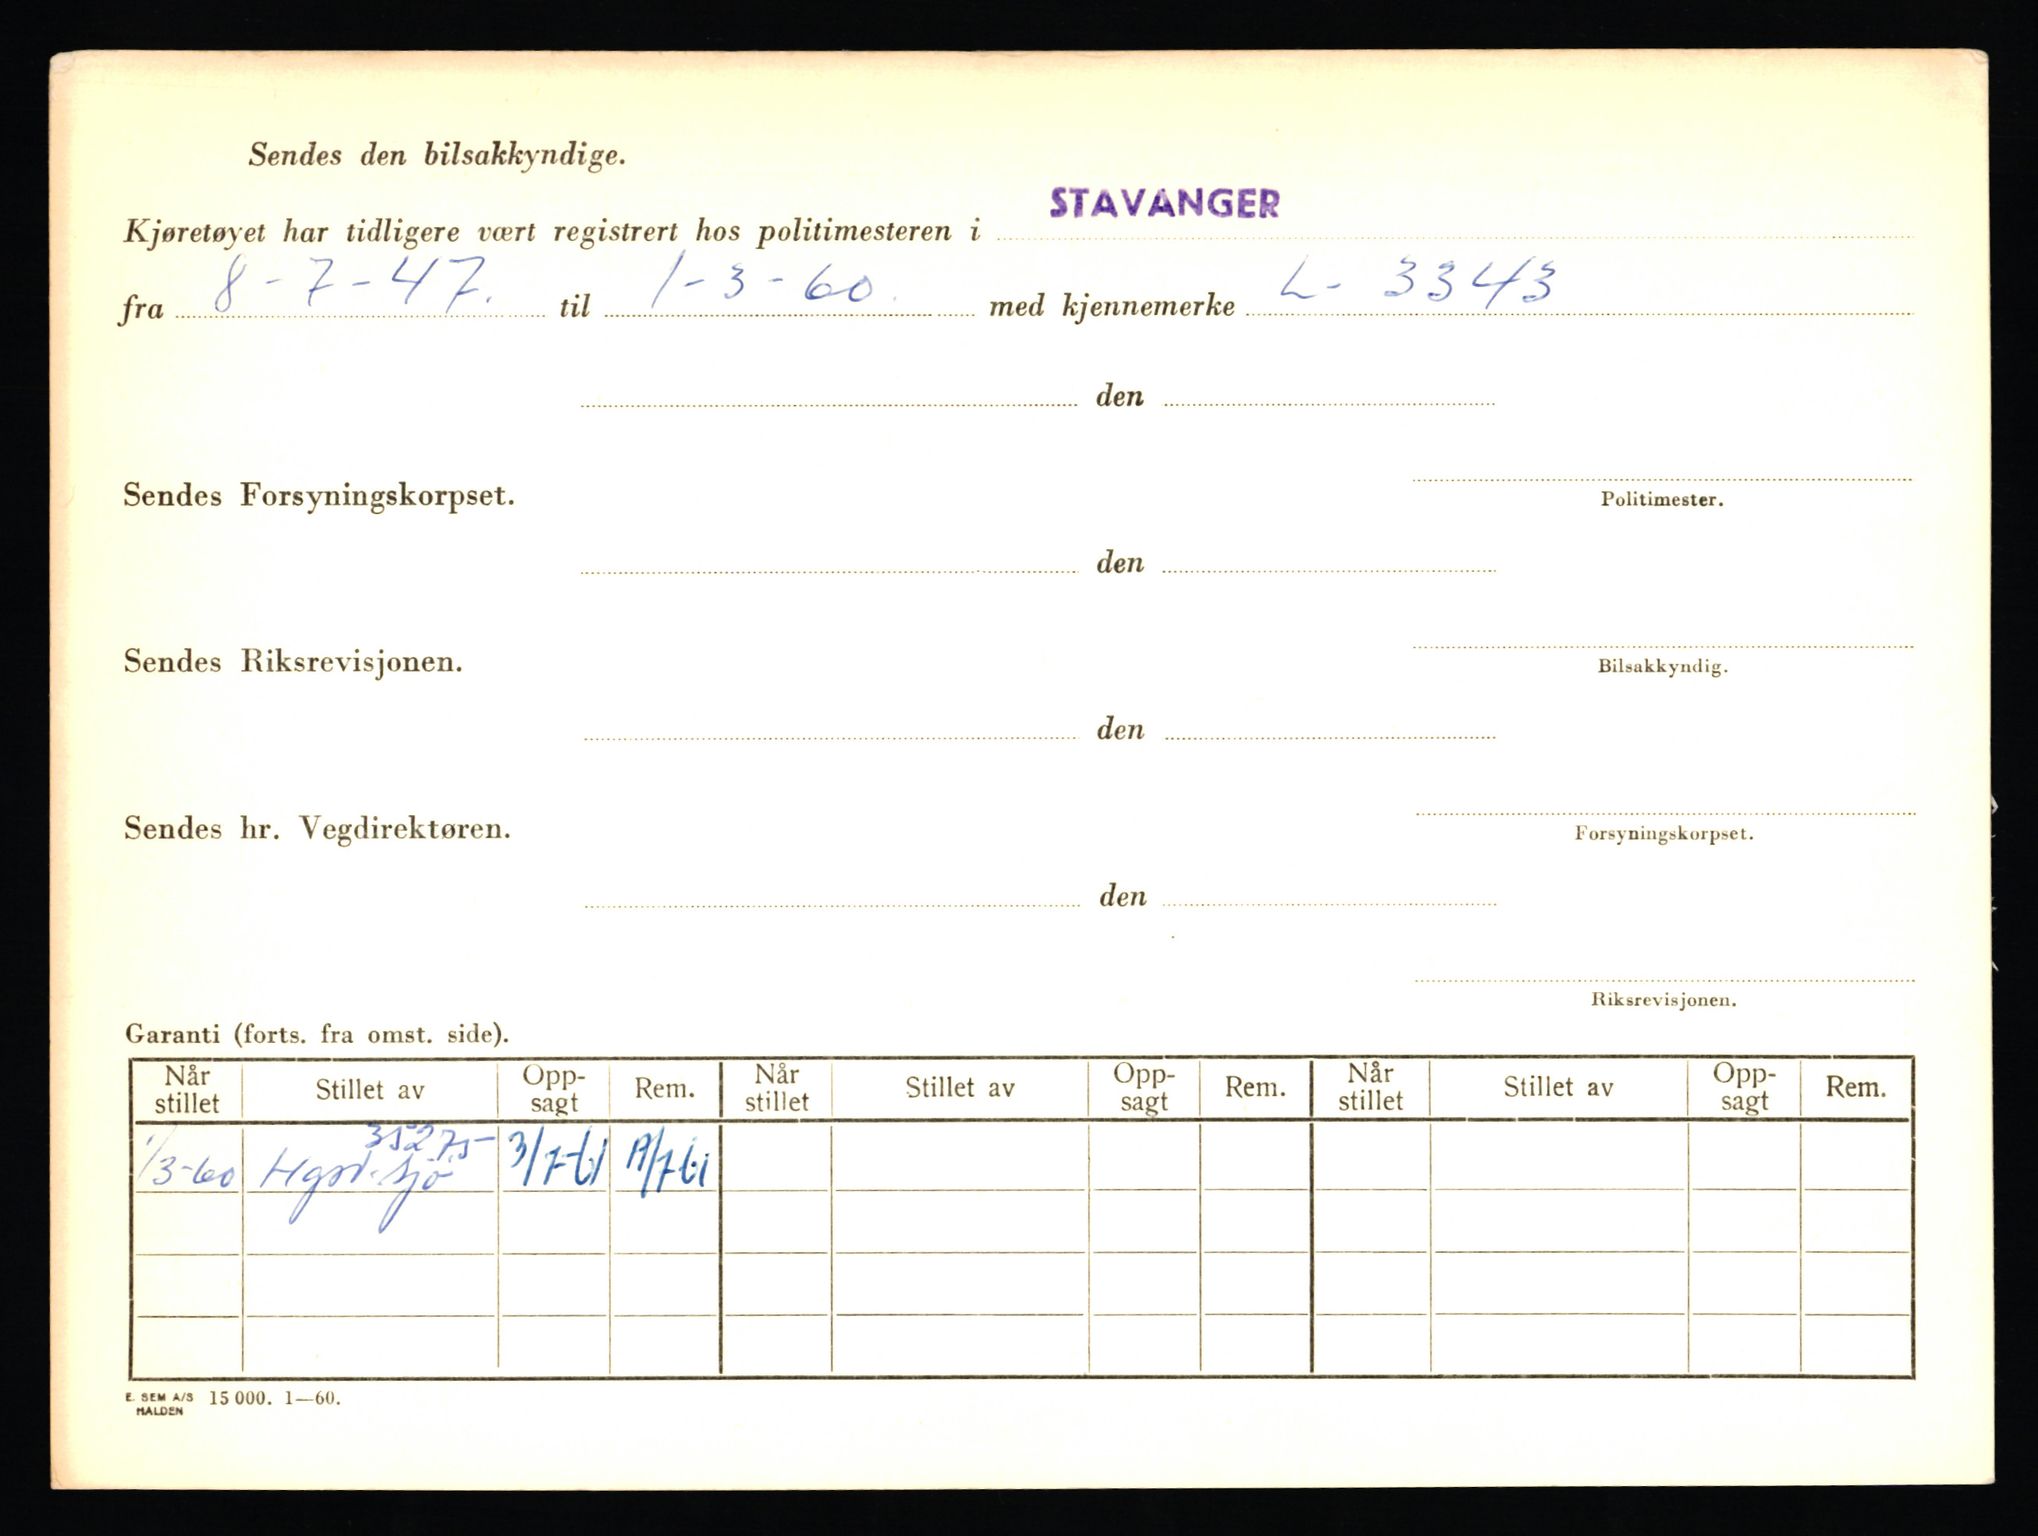 Sendes den bilsakkyndige.
STAVANGER
Kjøretøyet har tidligere vært registrert hos politimesteren i
fra 8-7-47. til 1-3-60. med kjennemerke L- 3343
den
Sendes Forsyningskorpset.
Politimester.
den
Sendes Riksrevisjonen.
Bilsakkyndig.
den
Sendes hr. Vegdirektøren.
Forsyningskorpset.
den
Riksrevisjonen.
Garanti (forts. fra omst. side).
Når stillet Stillet av Opp-sagt Rem. Når stillet Stillet av Opp-sagt Rem. Når stillet Stillet av Opp-sagt Rem.
35275-
1/3-60 sjø 3/7-61
E. SEM A/S HALDEN 15 000. 1—60.